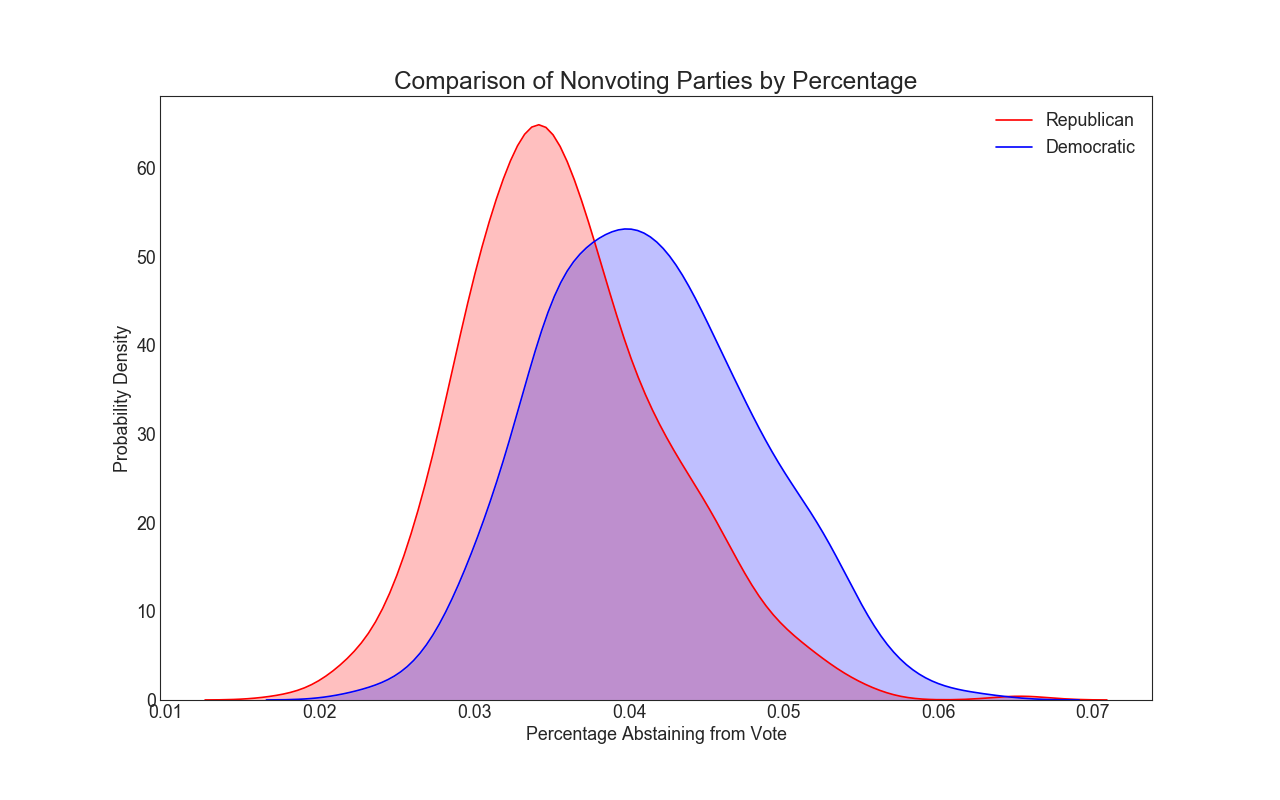 Comparison of Nonvoting Parties by Percentage
Republican
Democratic
60
50
40
30
20
10
0
Probability Density
0.01 0.02 0.03 0.04 0.05 0.06 0.07
Percentage Abstaining from Vote